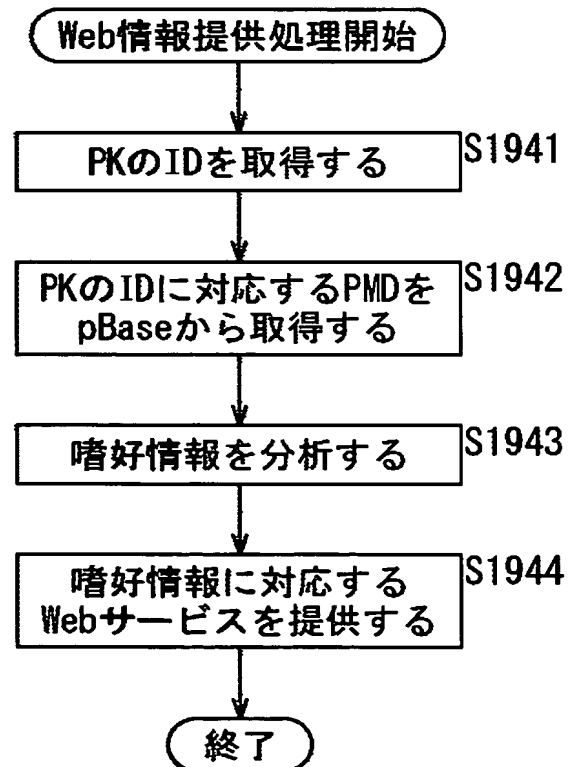 Web情報提供処理開始
PKのIDを取得する
S1941
PKのIDに対応するPMDを
pBaseから取得する
S1942
嗜好情報を分析する
S1943
嗜好情報に対応する
Webサービスを提供する
S1944
終了